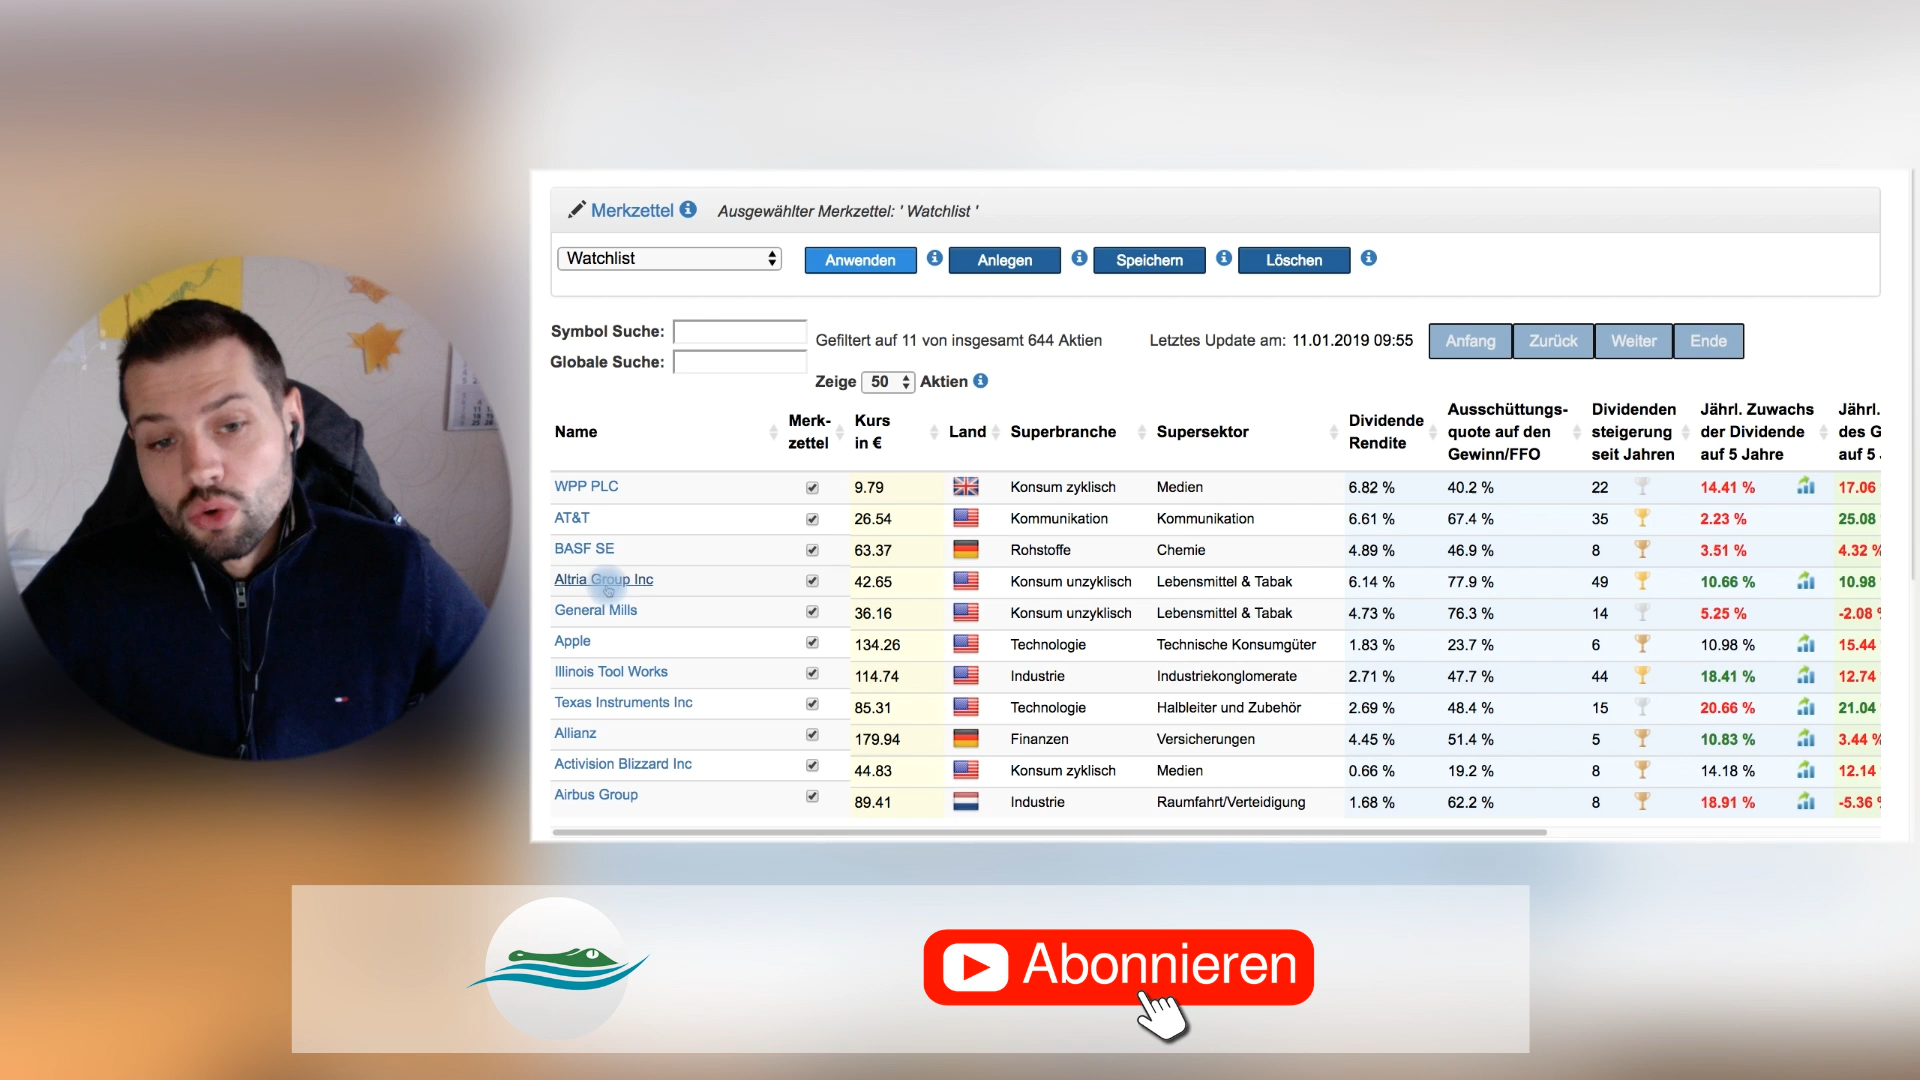 Merkzettel Ausgewählter Merkzettel: ' Watchlist '
Watchlist Anwenden Anlegen Speichern Löschen
Symbol Suche: Gefiltert auf 11 von insgesamt 644 Aktien Letztes Update am: 11.01.2019 09:55 Anfang Zurück Weiter Ende
Globale Suche:
Zeige 50 Aktien
Name Merk-zettel Kurs in € Land Superbranche Supersektor Dividende Rendite Ausschüttungs-quote auf den Gewinn/FFO Dividenden steigerung seit Jahren Jährl. Zuwachs der Dividende auf 5 Jahre Jährl. des G auf 5
WPP PLC 9.79 Konsum zyklisch Medien 6.82 % 40.2 % 22 14.41 % 17.06
AT&T 26.54 Kommunikation Kommunikation 6.61 % 67.4 % 35 2.23 % 25.08
BASF SE 63.37 Rohstoffe Chemie 4.89 % 46.9 % 8 3.51 % 4.32 %
Altria Group Inc 42.65 Konsum unzyklisch Lebensmittel & Tabak 6.14 % 77.9 % 49 10.66 % 10.98
General Mills 36.16 Konsum unzyklisch Lebensmittel & Tabak 4.73 % 76.3 % 14 5.25 % -2.08 %
Apple 134.26 Technologie Technische Konsumgüter 1.83 % 23.7 % 6 10.98 % 15.44
Illinois Tool Works 114.74 Industrie Industriekonglomerate 2.71 % 47.7 % 44 18.41 % 12.74
Texas Instruments Inc 85.31 Technologie Halbleiter und Zubehör 2.69 % 48.4 % 15 20.66 % 21.04
Allianz 179.94 Finanzen Versicherungen 4.45 % 51.4 % 5 10.83 % 3.44 %
Activision Blizzard Inc 44.83 Konsum zyklisch Medien 0.66 % 19.2 % 8 14.18 % 12.14
Airbus Group 89.41 Industrie Raumfahrt/Verteidigung 1.68 % 62.2 % 8 18.91 % -5.36 %
Abonnieren